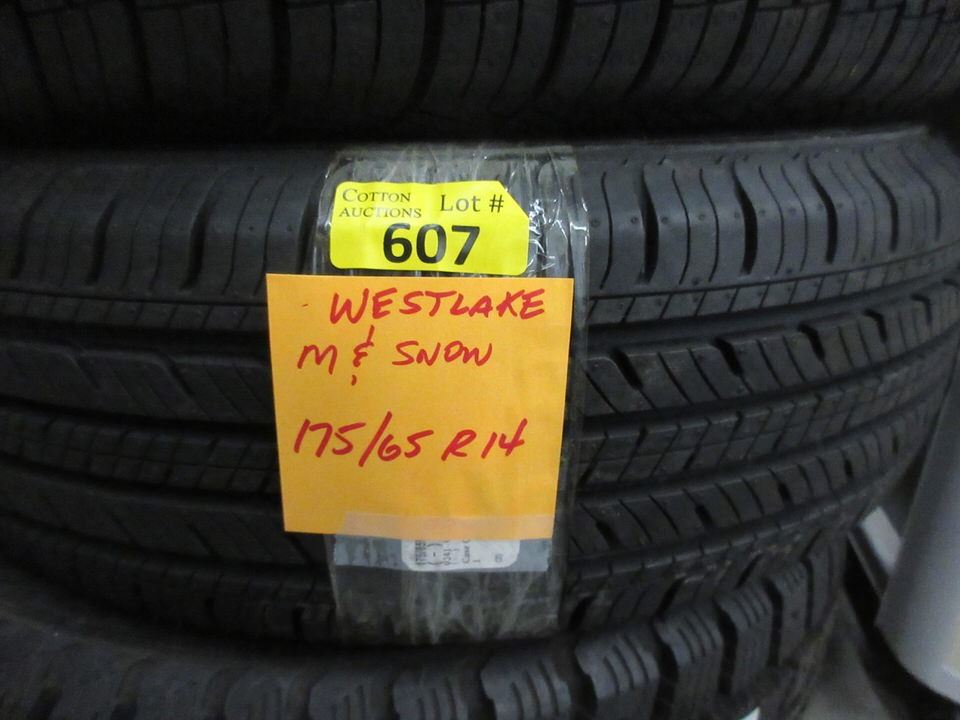 COTTON AUCTIONS Lot #
607
WESTLAKE
M & SNOW
175/65 R14